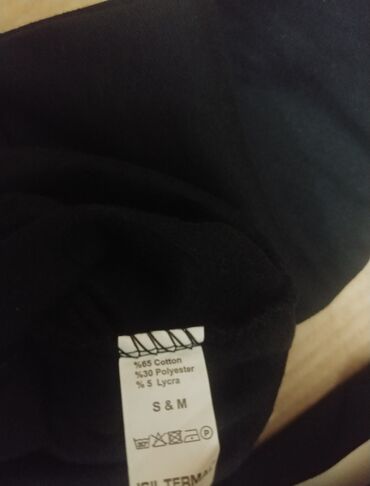 %65 Cotton
%30 Polyester
% 5 Lycra
S & M
P